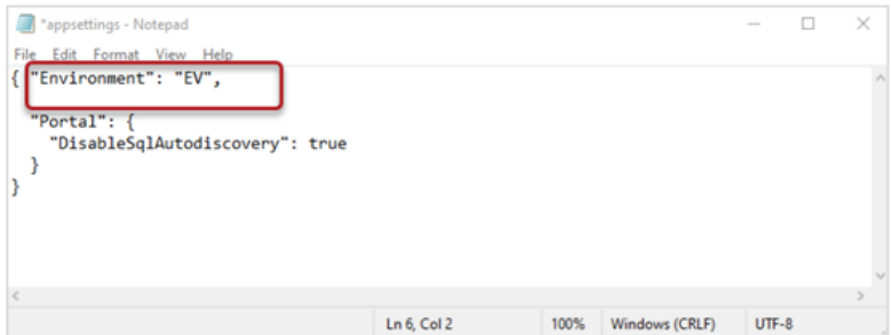 *appsettings - Notepad
File Edit Format View Help
{ "Environment": "EV",
"Portal": {
"DisableSqlAutodiscovery": true
}
}
Ln 6, Col 2 100% Windows (CRLF) UTF-8